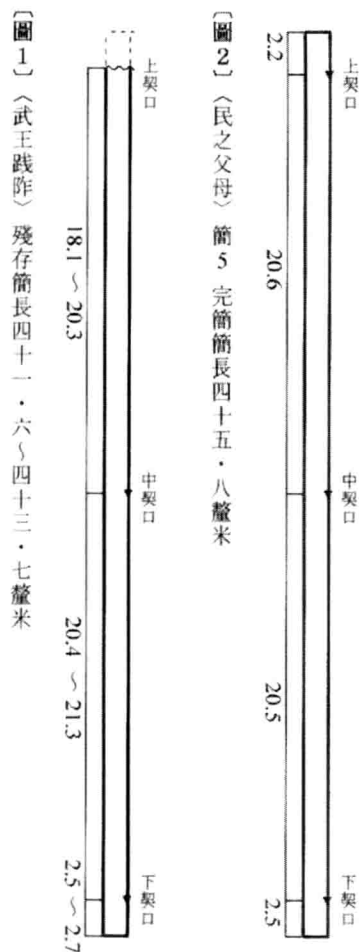 〔圖2〕〈民之父母〉簡5 完簡簡長四十五·八釐米
上契口
中契口
下契口
2.2
20.6
20.5
2.5
〔圖1〕〈武王踐阼〉殘存簡長四十一·六～四十三·七釐米
上契口
中契口
下契口
18.1 ～ 20.3
20.4 ～ 21.3
2.5 ～ 2.7